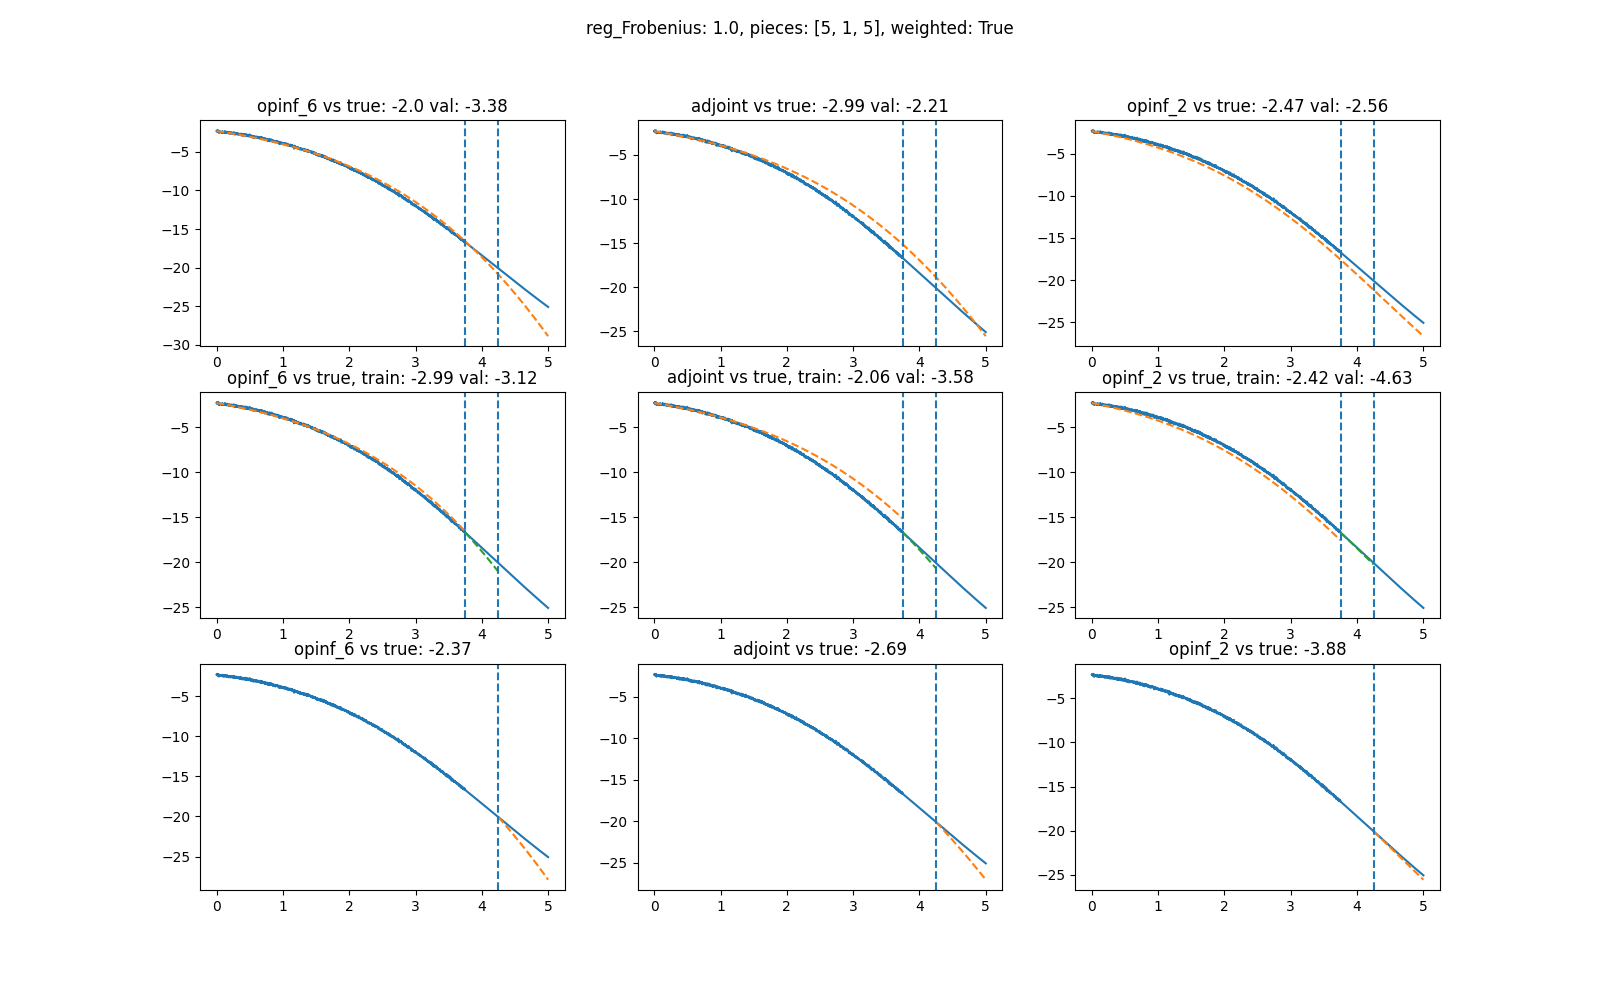 reg_Frobenius: 1.0, pieces: [5, 1, 5], weighted: True
opinf_6 vs true: -2.0 val: -3.38
−5
−10
−15
−20
−25
−30
0 1 2 3 4 5
adjoint vs true: -2.99 val: -2.21
−5
−10
−15
−20
−25
0 1 2 3 4 5
opinf_2 vs true: -2.47 val: -2.56
−5
−10
−15
−20
−25
0 1 2 3 4 5
opinf_6 vs true, train: -2.99 val: -3.12
−5
−10
−15
−20
−25
0 1 2 3 4 5
adjoint vs true, train: -2.06 val: -3.58
−5
−10
−15
−20
−25
0 1 2 3 4 5
opinf_2 vs true, train: -2.42 val: -4.63
−5
−10
−15
−20
−25
0 1 2 3 4 5
opinf_6 vs true: -2.37
−5
−10
−15
−20
−25
0 1 2 3 4 5
adjoint vs true: -2.69
−5
−10
−15
−20
−25
0 1 2 3 4 5
opinf_2 vs true: -3.88
−5
−10
−15
−20
−25
0 1 2 3 4 5